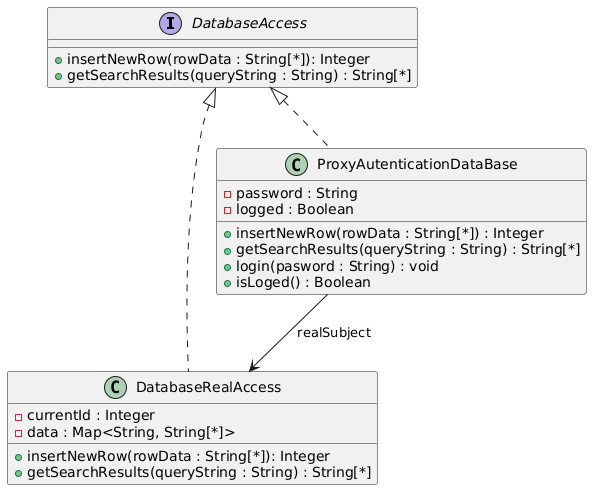 I DatabaseAccess
insertNewRow(rowData : String[*]): Integer
getSearchResults(queryString : String) : String[*]
C ProxyAutenticationDataBase
password : String
logged : Boolean
insertNewRow(rowData : String[*]) : Integer
getSearchResults(queryString : String) : String[*]
login(pasword : String) : void
isLoged() : Boolean
realSubject
C DatabaseRealAccess
currentId : Integer
data : Map<String, String[*]>
insertNewRow(rowData : String[*]): Integer
getSearchResults(queryString : String) : String[*]